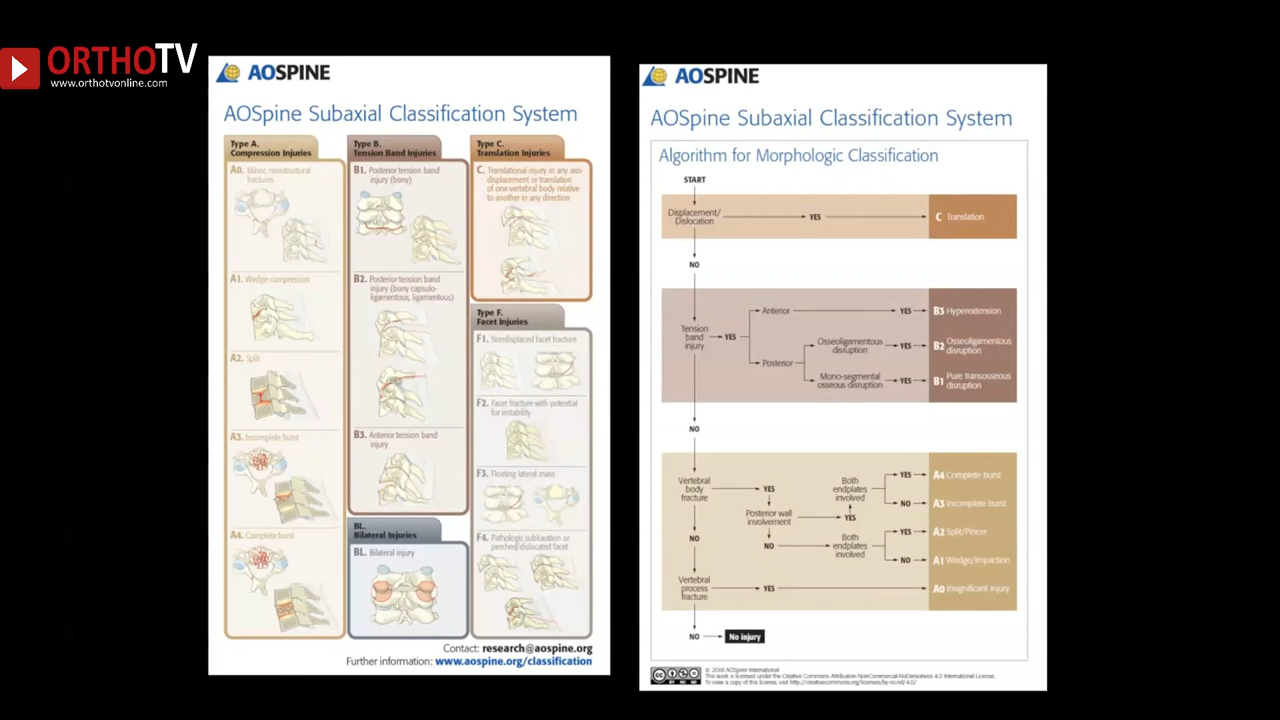 ORTHOTV
www.orthotvonline.com
AOSPINE
AOSpine Subaxial Classification System
Type A.
Compression Injuries
A0. Minor, nonstructural
fractures
A1. Wedge-compression
A2. Split
A3. Incomplete burst
A4. Complete burst
Type B.
Tension Band Injuries
B1. Posterior tension band
injury (bony)
B2. Posterior tension band
injury (bony capsulo-
ligamentous, ligamentous)
B3. Anterior tension band
injury
BL.
Bilateral Injuries
BL. Bilateral injury
Type C.
Translation Injuries
C. Translational injury in any axis-
displacement or translation
of one vertebral body relative
to another in any direction
Type F.
Facet Injuries
F1. Nondisplaced facet fracture
F2. Facet fracture with potential
for instability
F3. Floating lateral mass
F4. Pathologic subluxation or
perched/dislocated facet
Contact: research@aospine.org
Further information: www.aospine.org/classification
AOSPINE
AOSpine Subaxial Classification System
Algorithm for Morphologic Classification
START
Displacement/
Dislocation
YES
C Translation
NO
Tension
band
injury
YES
Anterior
YES
B3 Hyperextension
Posterior
Osseoligamentous
disruption
YES
B2 Osseoligamentous
disruption
Mono-segmental
osseous disruption
YES
B1 Pure transosseous
disruption
NO
Vertebral
body
fracture
YES
Posterior wall
involvement
YES
Both
endplates
involved
YES
A4 Complete burst
NO
A3 Incomplete burst
NO
NO
Both
endplates
involved
YES
A2 Split/Pincer
NO
A1 Wedge/Impaction
Vertebral
process
fracture
YES
A0 Insignificant injury
NO
No injury
© 2018 AOSpine International
This work is licensed under the Creative Commons Attribution-NonCommercial-NoDerivatives 4.0 International License.
To view a copy of this license, visit http://creativecommons.org/licenses/by-nc-nd/4.0/